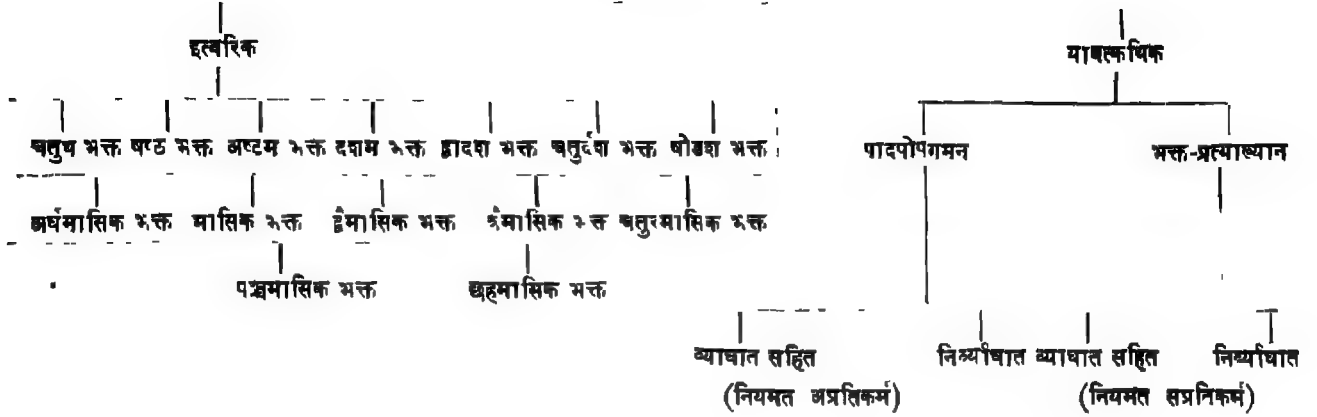 इत्वरिक यावत्कथिक
चतुर्थ भक्त षष्ठ भक्त अष्टम भक्त दशम भक्त द्वादश भक्त चतुर्दश भक्त षोडश भक्त पादपोपगमन भक्त-प्रत्याख्यान
अर्धमासिक भक्त मासिक भक्त द्वैमासिक भक्त त्रैमासिक भक्त चतुरमासिक भक्त
पञ्चमासिक भक्त छहमासिक भक्त
व्याघात सहित निर्व्याघात व्याघात सहित निर्व्याघात
(नियमत अप्रतिकर्म) (नियमत सप्रतिकर्म)